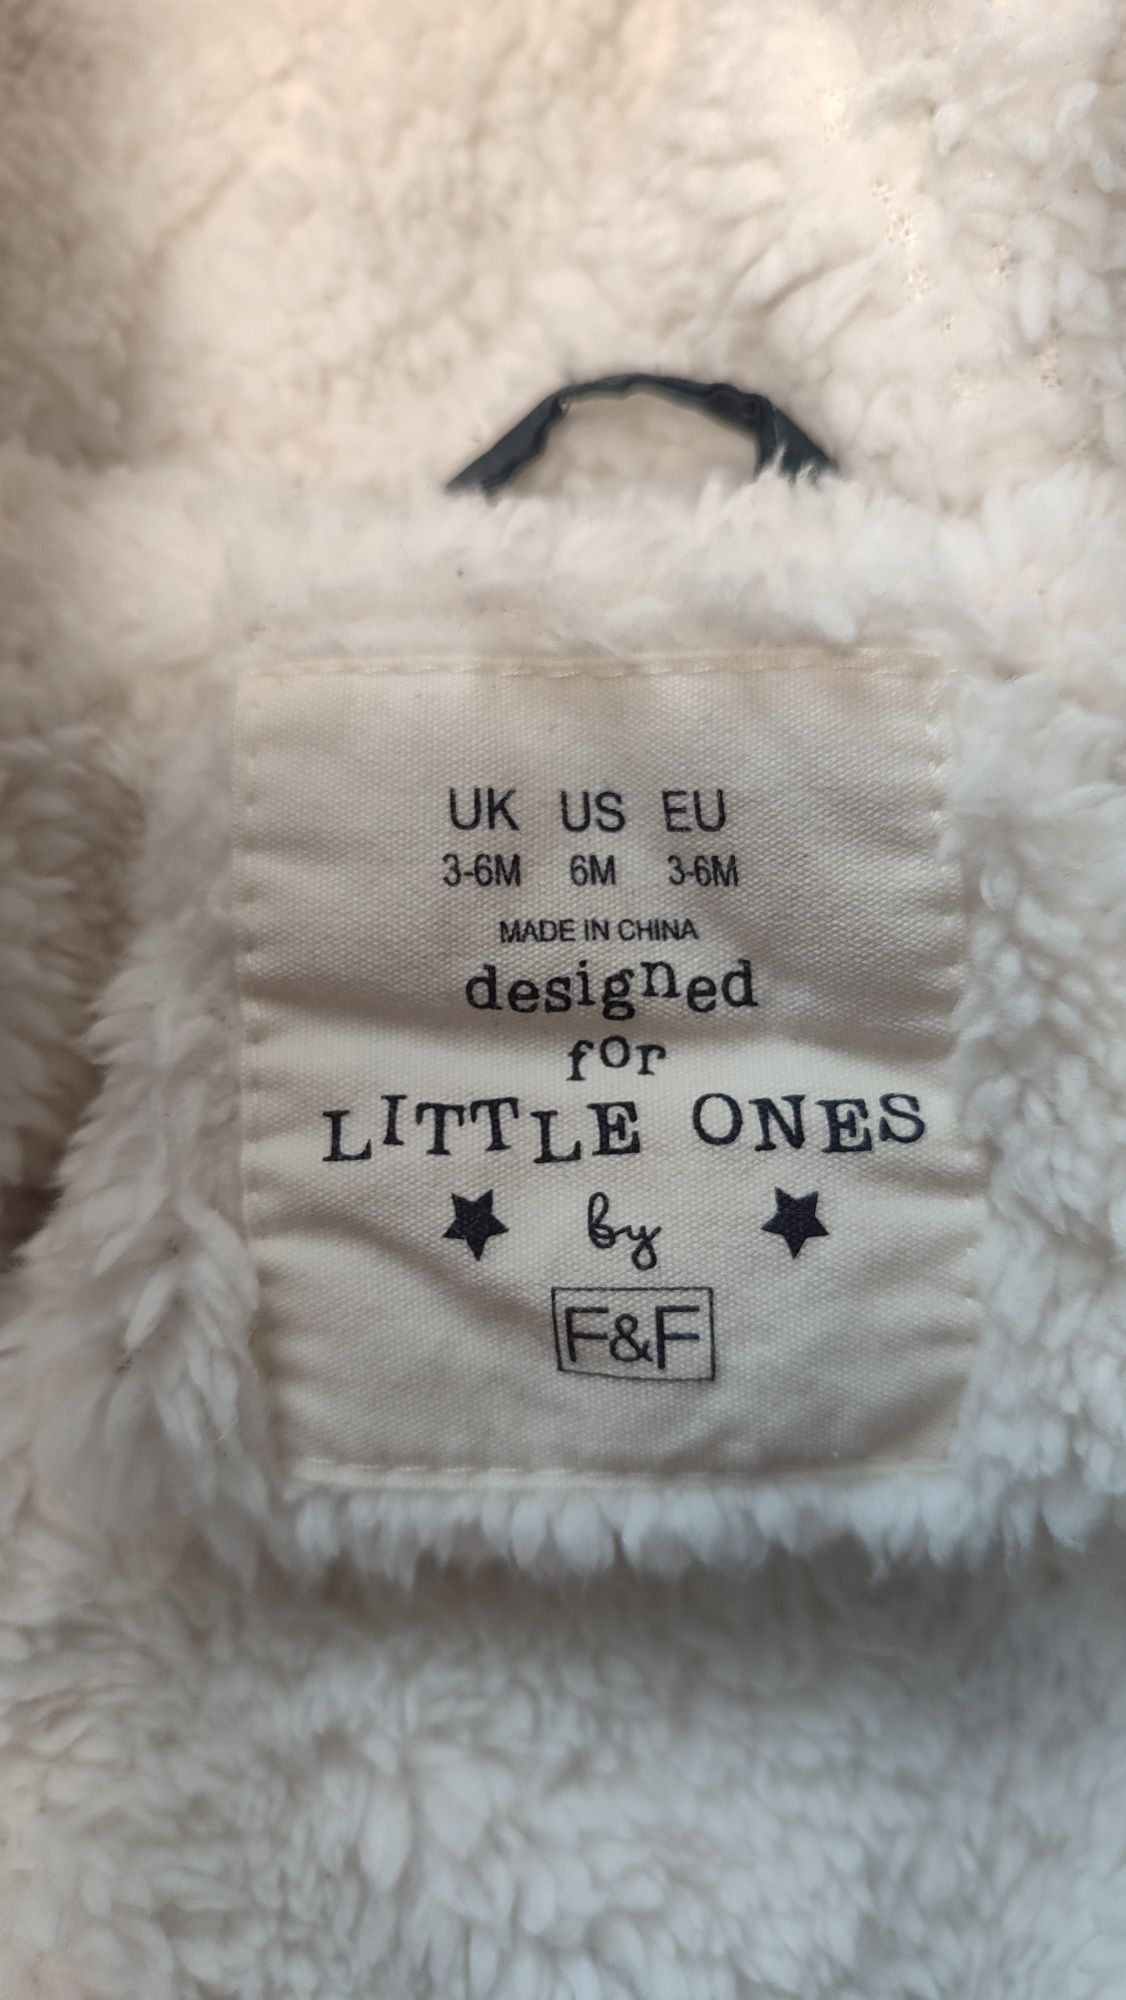 UK US EU
3-6M 6M 3-6M
MADE IN CHINA
designed
for
LITTLE ONES
by
F&F